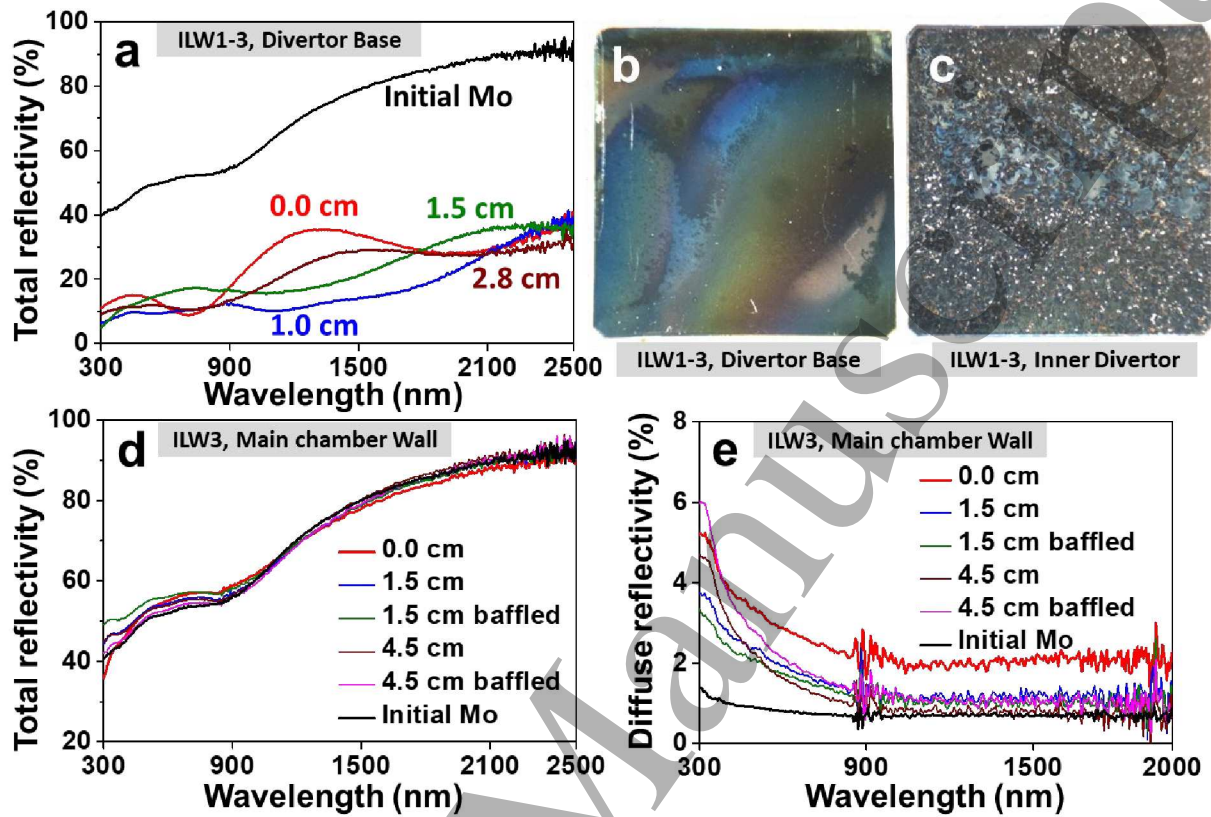 a
ILW1-3, Divertor Base
Total reflectivity (%)
100
80
60
40
20
0
Initial Mo
0.0 cm
1.5 cm
2.8 cm
1.0 cm
300
900
1500
2100
2500
Wavelength (nm)
b
ILW1-3, Divertor Base
c
ILW1-3, Inner Divertor
d
ILW3, Main chamber Wall
Total reflectivity (%)
100
80
60
40
20
0.0 cm
1.5 cm
1.5 cm baffled
4.5 cm
4.5 cm baffled
Initial Mo
300
900
1500
2100
2500
Wavelength (nm)
e
ILW3, Main chamber Wall
Diffuse reflectivity (%)
8
6
4
2
0
0.0 cm
1.5 cm
1.5 cm baffled
4.5 cm
4.5 cm baffled
Initial Mo
300
900
1500
2000
Wavelength (nm)